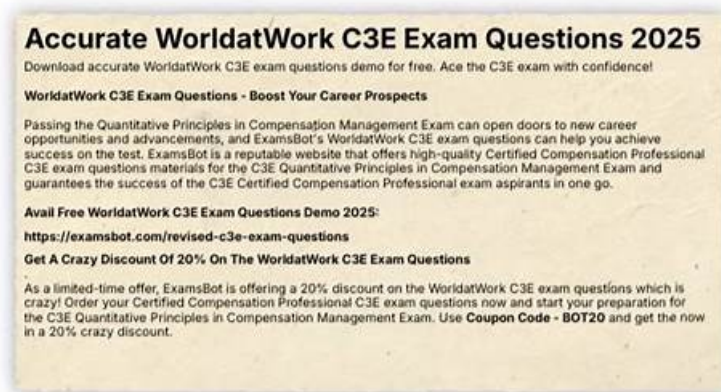 Accurate WorldatWork C3E Exam Questions 2025
Download accurate WorldatWork C3E exam questions demo for free. Ace the C3E exam with confidence!
WorldatWork C3E Exam Questions - Boost Your Career Prospects
Passing the Quantitative Principles in Compensation Management Exam can open doors to new career
opportunities and advancements, and ExamsBot's WorldatWork C3E exam questions can help you achieve
success on the test. ExamsBot is a reputable website that offers high-quality Certified Compensation Professional
C3E exam questions materials for the C3E Quantitative Principles in Compensation Management Exam and
guarantees the success of the C3E Certified Compensation Professional exam aspirants in one go.
Avail Free WorldatWork C3E Exam Questions Demo 2025:
https://examsbot.com/revised-c3e-exam-questions
Get A Crazy Discount Of 20% On The WorldatWork C3E Exam Questions
As a limited-time offer, ExamsBot is offering a 20% discount on the WorldatWork C3E exam questions which is
crazy! Order your Certified Compensation Professional C3E exam questions now and start your preparation for
the C3E Quantitative Principles in Compensation Management Exam. Use Coupon Code - BOT20 and get the now
in a 20% crazy discount.